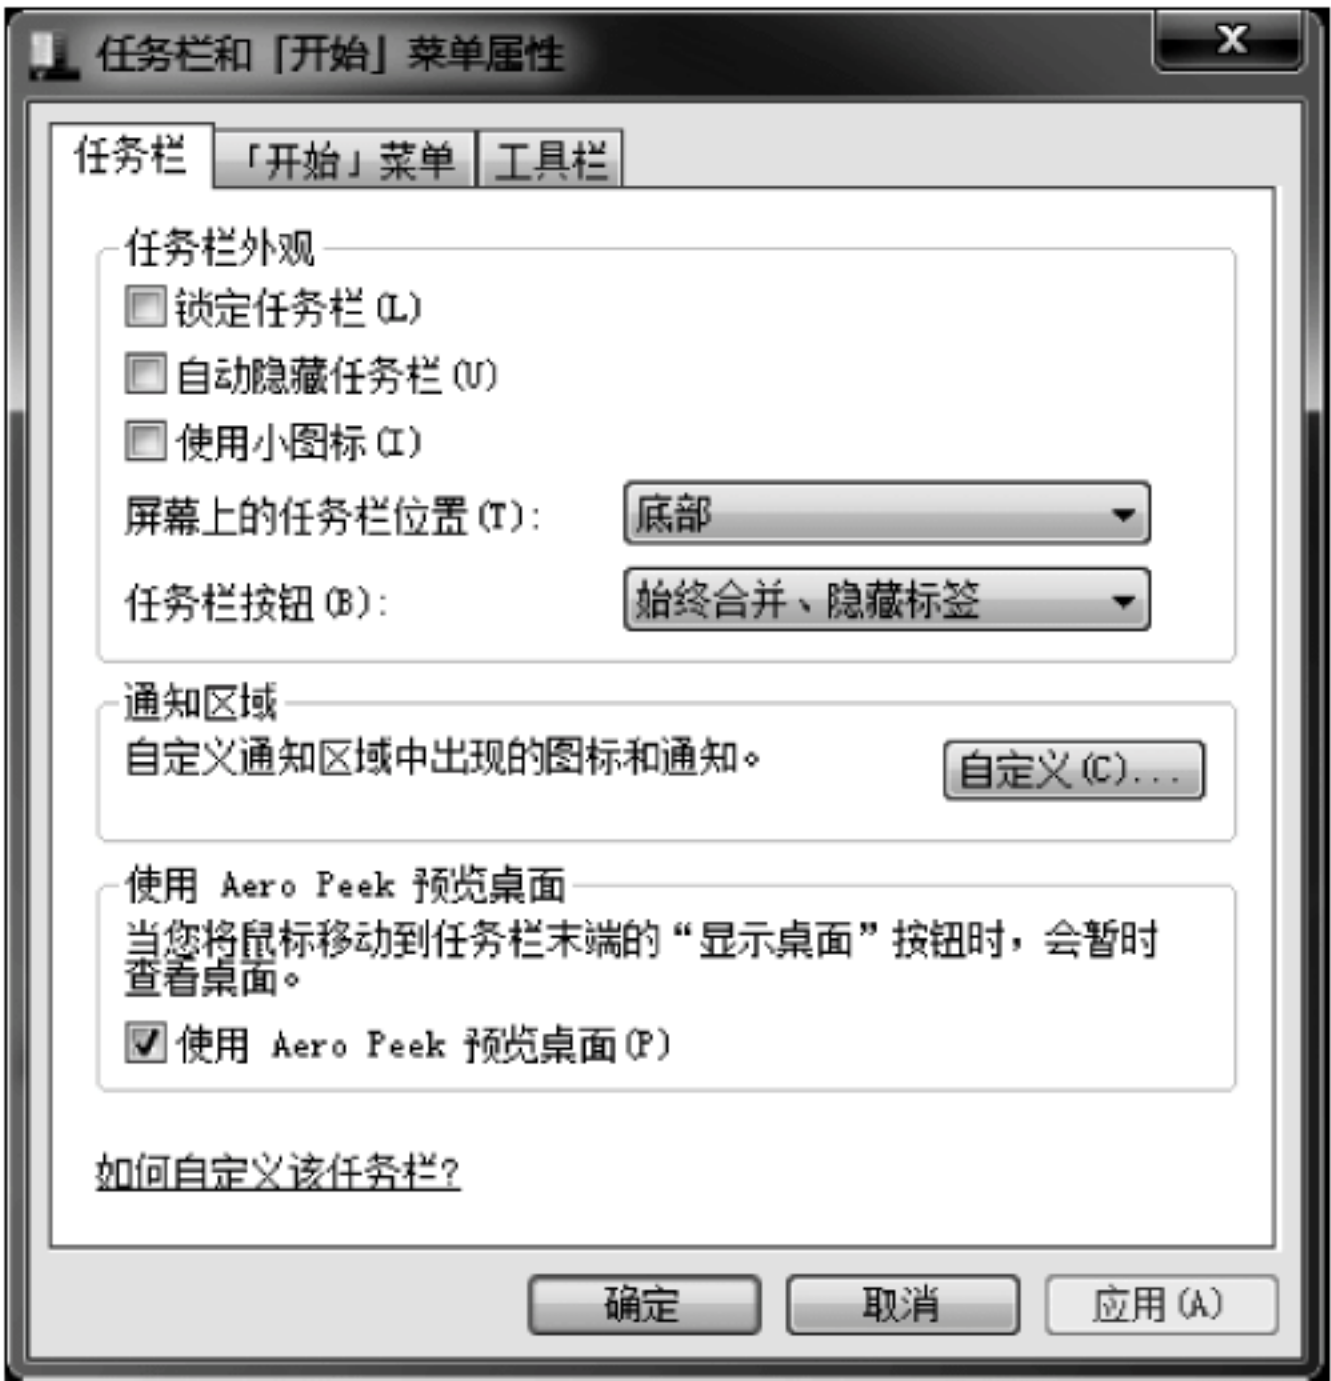 任务栏和「开始」菜单属性
任务栏 「开始」菜单 工具栏
任务栏外观
锁定任务栏(L)
自动隐藏任务栏(U)
使用小图标(I)
屏幕上的任务栏位置(T): 底部
任务栏按钮(B): 始终合并、隐藏标签
通知区域
自定义通知区域中出现的图标和通知。 自定义(C)...
使用 Aero Peek 预览桌面
当您将鼠标移动到任务栏末端的“显示桌面”按钮时，会暂时
查看桌面。
使用 Aero Peek 预览桌面(P)
如何自定义该任务栏?
确定 取消 应用(A)